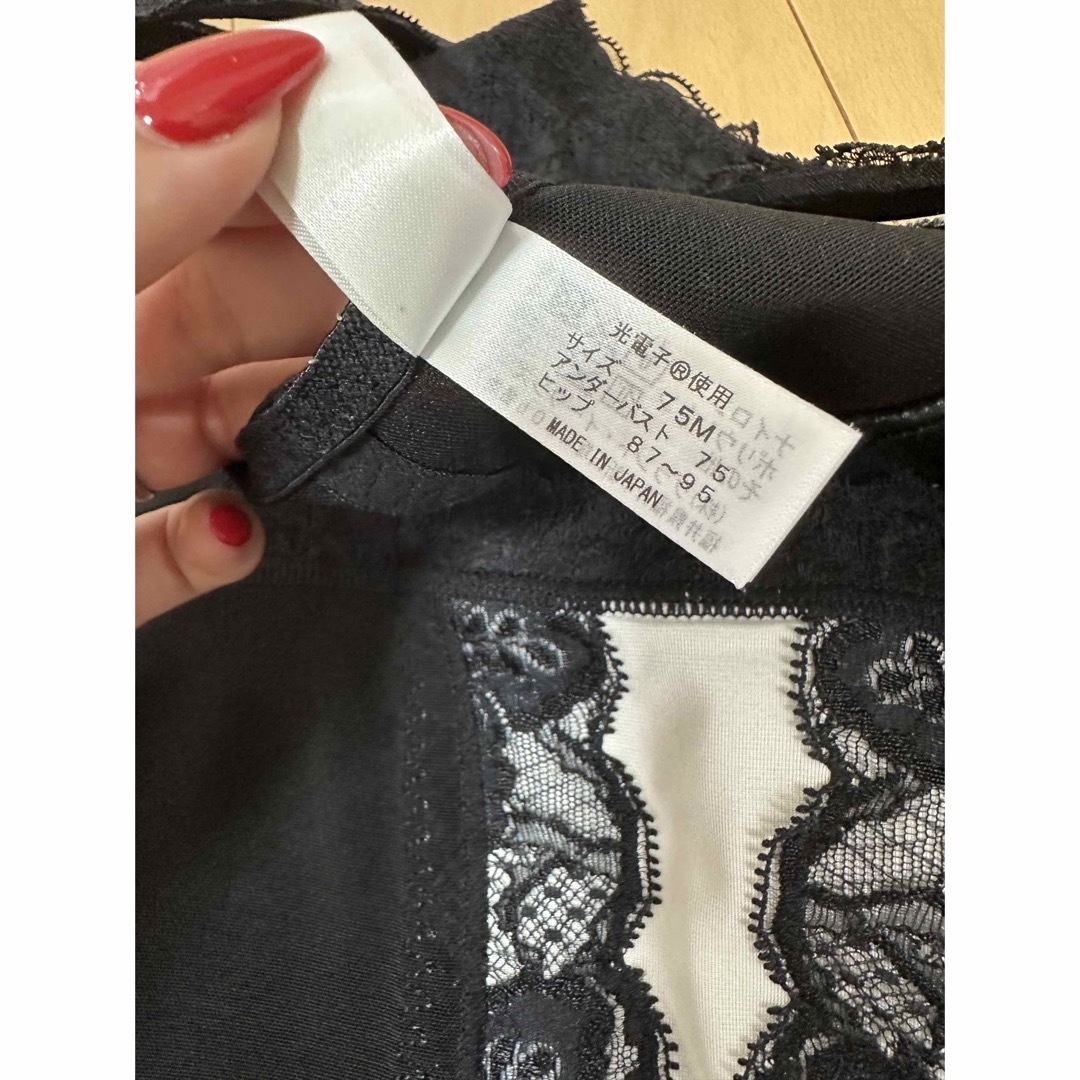 光電子®使用
サイズ 75M
アンダーバスト 75
ヒップ 87~95
MADE IN JAPAN